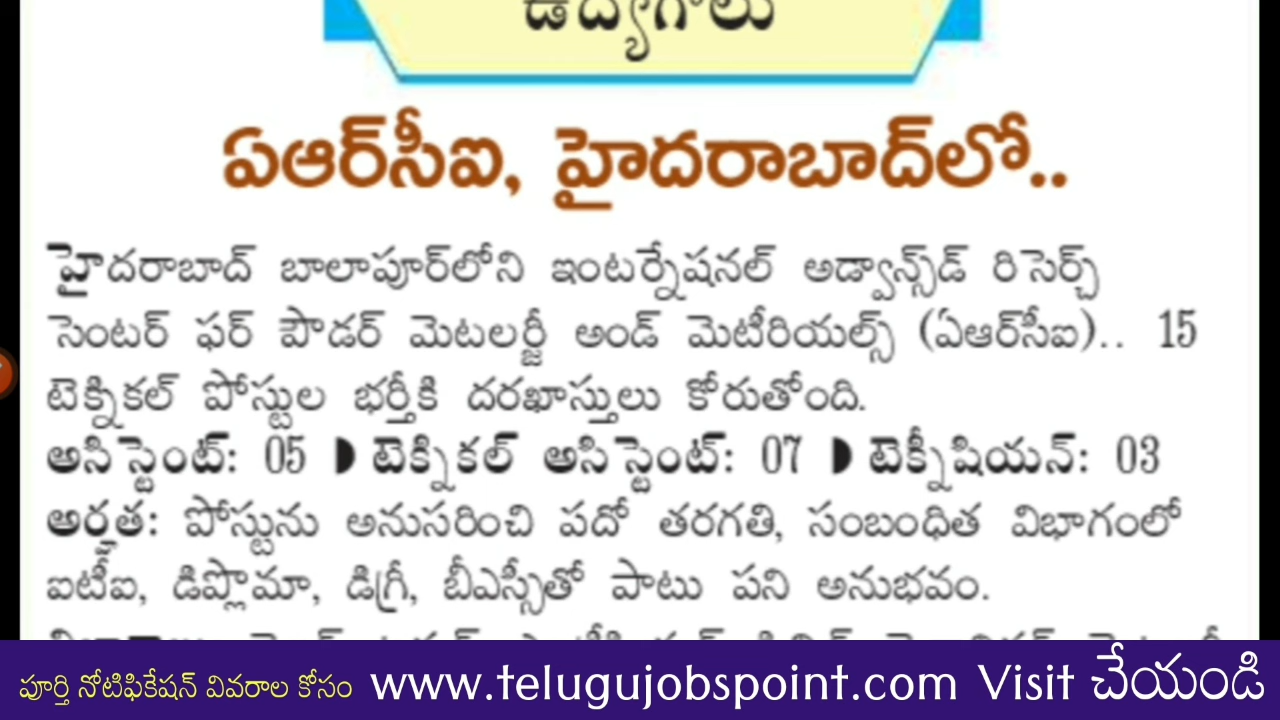 ఉద్యోగాలు
ఏఆర్‌సీఐ, హైదరాబాద్‌లో..
హైదరాబాద్ బాలాపూర్‌లోని ఇంటర్నేషనల్ అడ్వాన్స్‌డ్ రిసెర్చ్
సెంటర్ ఫర్ పౌడర్ మెటలర్జీ అండ్ మెటీరియల్స్ (ఏఆర్‌సీఐ).. 15
టెక్నికల్ పోస్టుల భర్తీకి దరఖాస్తులు కోరుతోంది.
అసిస్టెంట్: 05 ◗ టెక్నికల్ అసిస్టెంట్: 07 ◗ టెక్నీషియన్: 03
అర్హత: పోస్టును అనుసరించి పదో తరగతి, సంబంధిత విభాగంలో
ఐటీఐ, డిప్లొమా, డిగ్రీ, బీఎస్సీతో పాటు పని అనుభవం.
పూర్తి నోటిఫికేషన్ వివరాల కోసం www.telugujobspoint.com Visit చేయండి